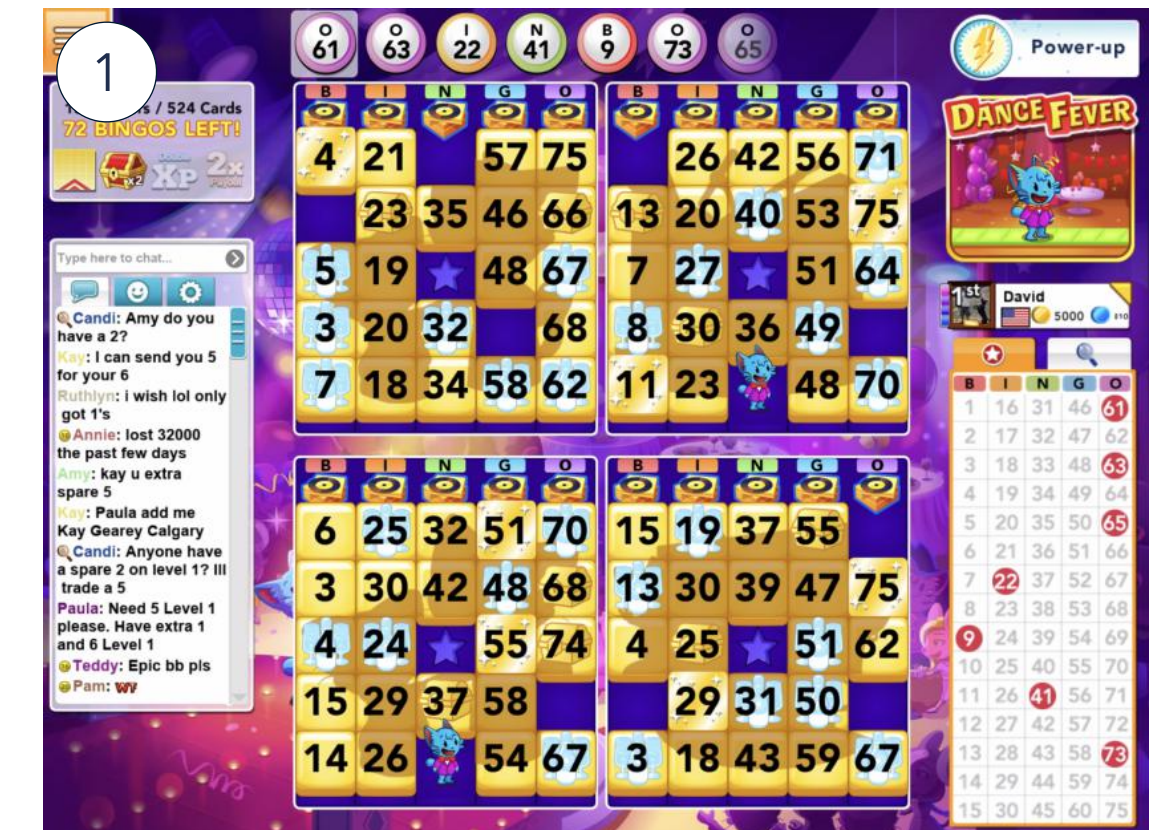 1
O 61 O 63 I 22 N 41 B 9 O 73 O 65
Power-up
/ 524 Cards
72 BINGOS LEFT!
x2 Double XP 2x Payout
DANCE FEVER
Type here to chat...
Candi: Amy do you
have a 2?
Kay: I can send you 5
for your 6
Ruthlyn: i wish lol only
got 1's
Annie: lost 32000
the past few days
Amy: kay u extra
spare 5
Kay: Paula add me
Kay Gearey Calgary
Candi: Anyone have
a spare 2 on level 1? Ill
trade a 5
Paula: Need 5 Level 1
please. Have extra 1
and 6 Level 1
Teddy: Epic bb pls
Pam: WTF
B I N G O
4 21 57 75
23 35 46 66
5 19 48 67
3 20 32 68
7 18 34 58 62
B I N G O
26 42 56 71
13 20 40 53 75
7 27 51 64
8 30 36 49
11 23 48 70
B I N G O
6 25 32 51 70
3 30 42 48 68
4 24 55 74
15 29 37 58
14 26 54 67
B I N G O
15 19 37 55
13 30 39 47 75
4 25 51 62
29 31 50
3 18 43 59 67
1st
David
5000 310
B I N G O
1 16 31 46 61
2 17 32 47 62
3 18 33 48 63
4 19 34 49 64
5 20 35 50 65
6 21 36 51 66
7 22 37 52 67
8 23 38 53 68
9 24 39 54 69
10 25 40 55 70
11 26 41 56 71
12 27 42 57 72
13 28 43 58 73
14 29 44 59 74
15 30 45 60 75